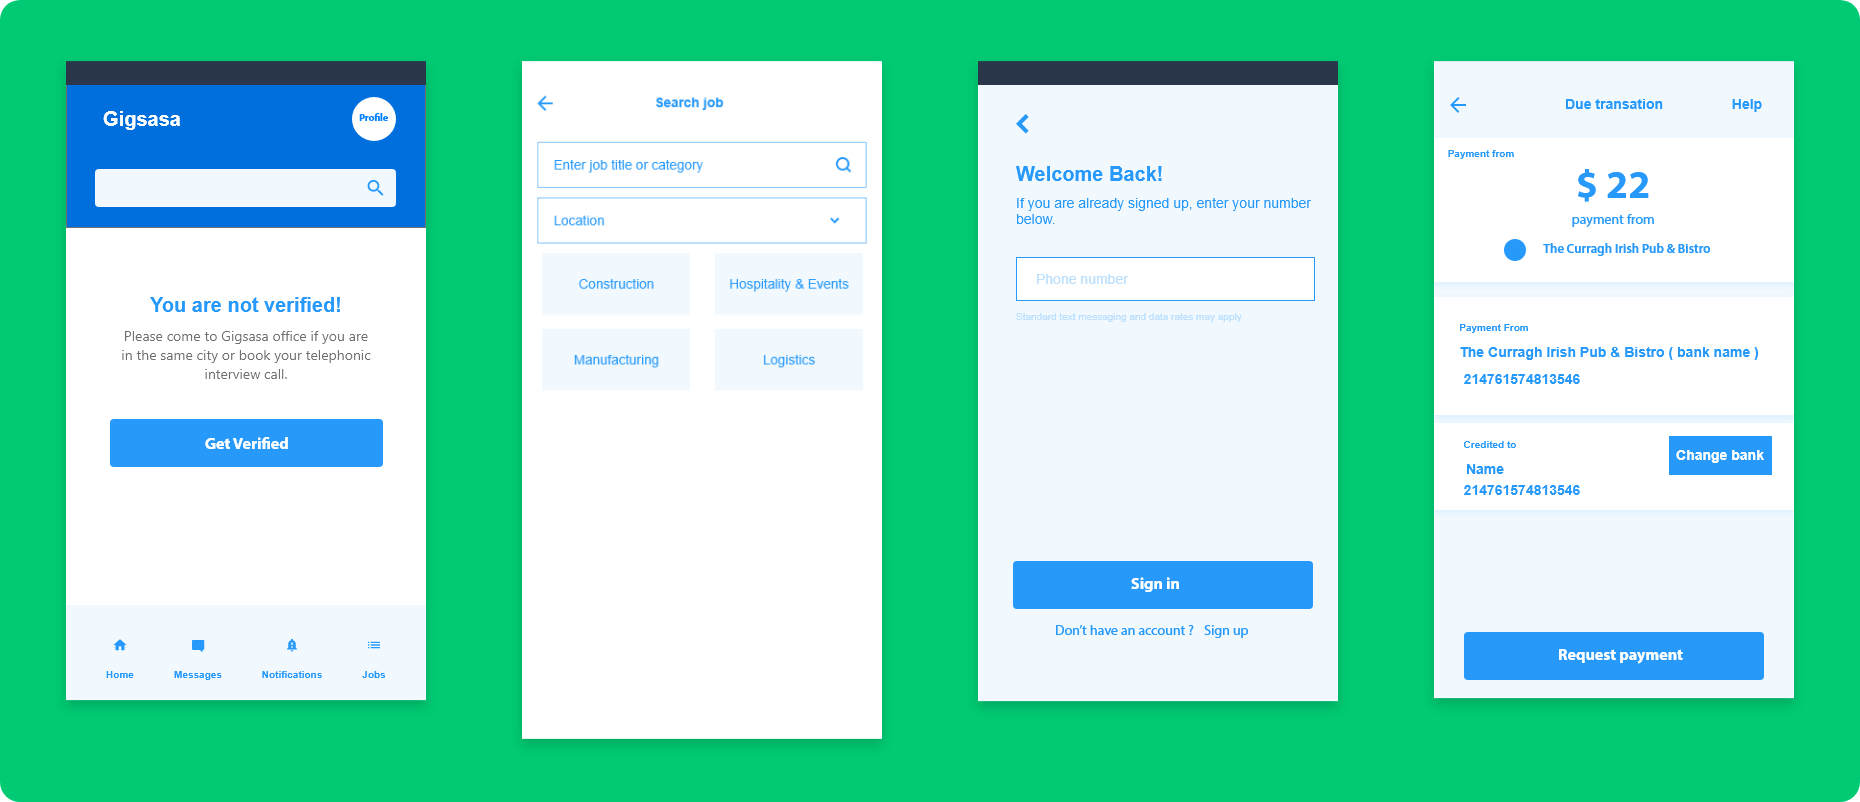 Gigsasa
Profile
You are not verified!
Please come to Gigsasa office if you are
in the same city or book your telephonic
interview call.
Get Verified
Home
Messages
Notifications
Jobs
Search job
Enter job title or category
Location
Construction
Hospitality & Events
Manufacturing
Logistics
Welcome Back!
If you are already signed up, enter your number
below.
Phone number
Standard text messaging and data rates may apply
Sign in
Don't have an account ? Sign up
Due transation
Help
Payment from
$ 22
payment from
The Curragh Irish Pub & Bistro
Payment From
The Curragh Irish Pub & Bistro ( bank name )
214761574813546
Credited to
Change bank
Name
214761574813546
Request payment